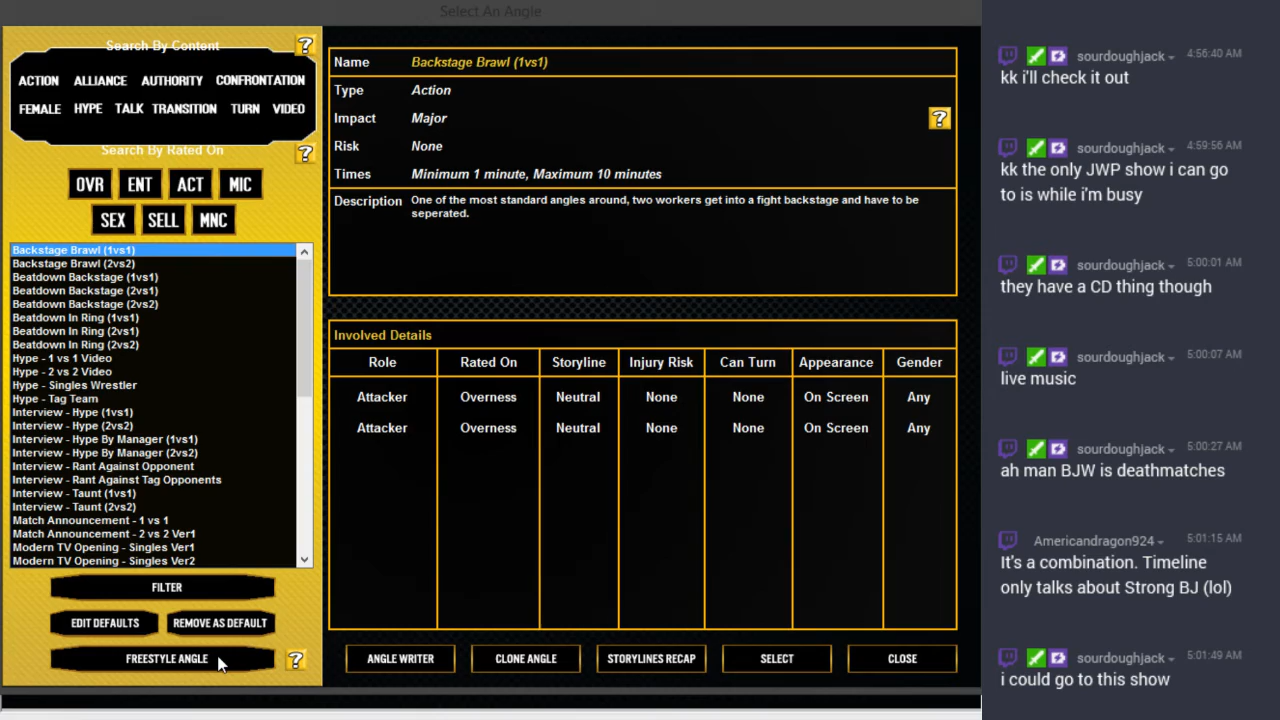 Select An Angle
Search By Content
?
ACTION ALLIANCE AUTHORITY CONFRONTATION
FEMALE HYPE TALK TRANSITION TURN VIDEO
Search By Rated On
?
OVR ENT ACT MIC
SEX SELL MNC
Backstage Brawl (1vs1)
Backstage Brawl (2vs2)
Beatdown Backstage (1vs1)
Beatdown Backstage (2vs1)
Beatdown Backstage (2vs2)
Beatdown In Ring (1vs1)
Beatdown In Ring (2vs1)
Beatdown In Ring (2vs2)
Hype - 1 vs 1 Video
Hype - 2 vs 2 Video
Hype - Singles Wrestler
Hype - Tag Team
Interview - Hype (1vs1)
Interview - Hype (2vs2)
Interview - Hype By Manager (1vs1)
Interview - Hype By Manager (2vs2)
Interview - Rant Against Opponent
Interview - Rant Against Tag Opponents
Interview - Taunt (1vs1)
Interview - Taunt (2vs2)
Match Announcement - 1 vs 1
Match Announcement - 2 vs 2 Ver1
Modern TV Opening - Singles Ver1
Modern TV Opening - Singles Ver2
FILTER
EDIT DEFAULTS REMOVE AS DEFAULT
FREESTYLE ANGLE ?
Name Backstage Brawl (1vs1)
Type Action
Impact Major ?
Risk None
Times Minimum 1 minute, Maximum 10 minutes
Description One of the most standard angles around, two workers get into a fight backstage and have to be
seperated.
Involved Details
Role Rated On Storyline Injury Risk Can Turn Appearance Gender
Attacker Overness Neutral None None On Screen Any
Attacker Overness Neutral None None On Screen Any
ANGLE WRITER CLONE ANGLE STORYLINES RECAP SELECT CLOSE
sourdoughjack 4:56:40 AM
kk i'll check it out
sourdoughjack 4:59:56 AM
kk the only JWP show i can go
to is while i'm busy
sourdoughjack 5:00:01 AM
they have a CD thing though
sourdoughjack 5:00:07 AM
live music
sourdoughjack 5:00:27 AM
ah man BJW is deathmatches
Americandragon924 5:01:15 AM
It's a combination. Timeline
only talks about Strong BJ (lol)
sourdoughjack 5:01:49 AM
i could go to this show